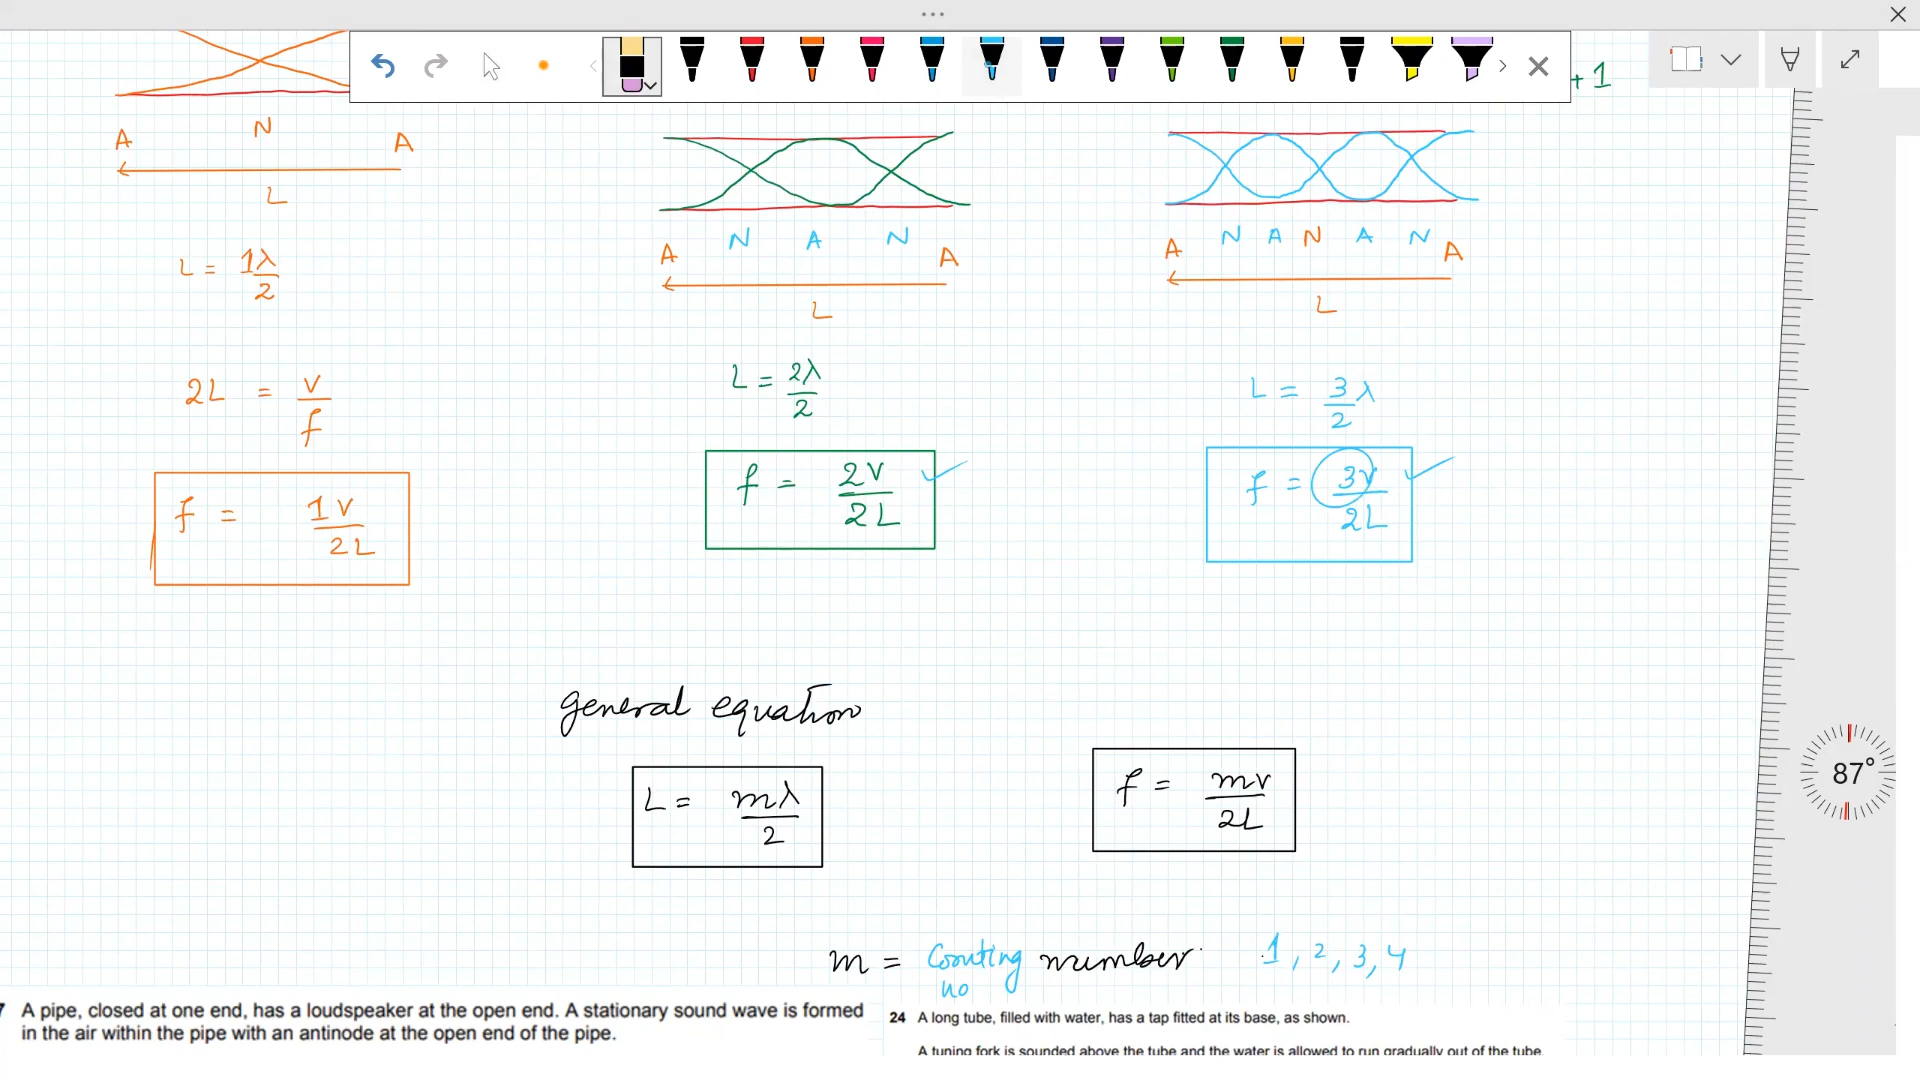 + 1
A N A
L
L = 1λ/2
2L = v/f
f = 1v/2L
A N A N A
L
L = 2λ/2
f = 2v/2L
A N A N A N A
L
L = 3/2 λ
f = 3v/2L
general equation
L = mλ/2
f = mv/2L
m = Counting number 1, 2, 3, 4
no
87°
7 A pipe, closed at one end, has a loudspeaker at the open end. A stationary sound wave is formed
in the air within the pipe with an antinode at the open end of the pipe.
24 A long tube, filled with water, has a tap fitted at its base, as shown.
A tuning fork is sounded above the tube and the water is allowed to run gradually out of the tube.